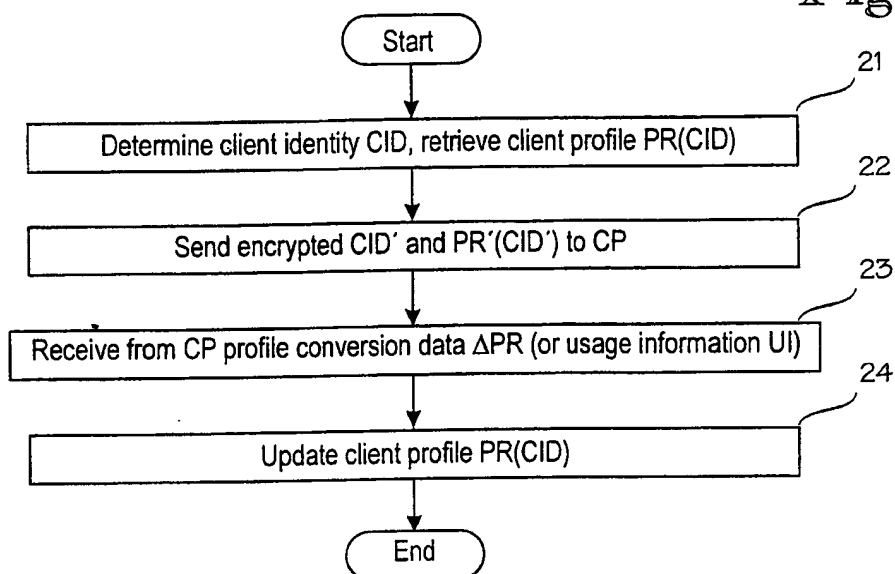 Start
21
Determine client identity CID, retrieve client profile PR(CID)
22
Send encrypted CID´ and PR´(CID´) to CP
23
Receive from CP profile conversion data ΔPR (or usage information UI)
24
Update client profile PR(CID)
End